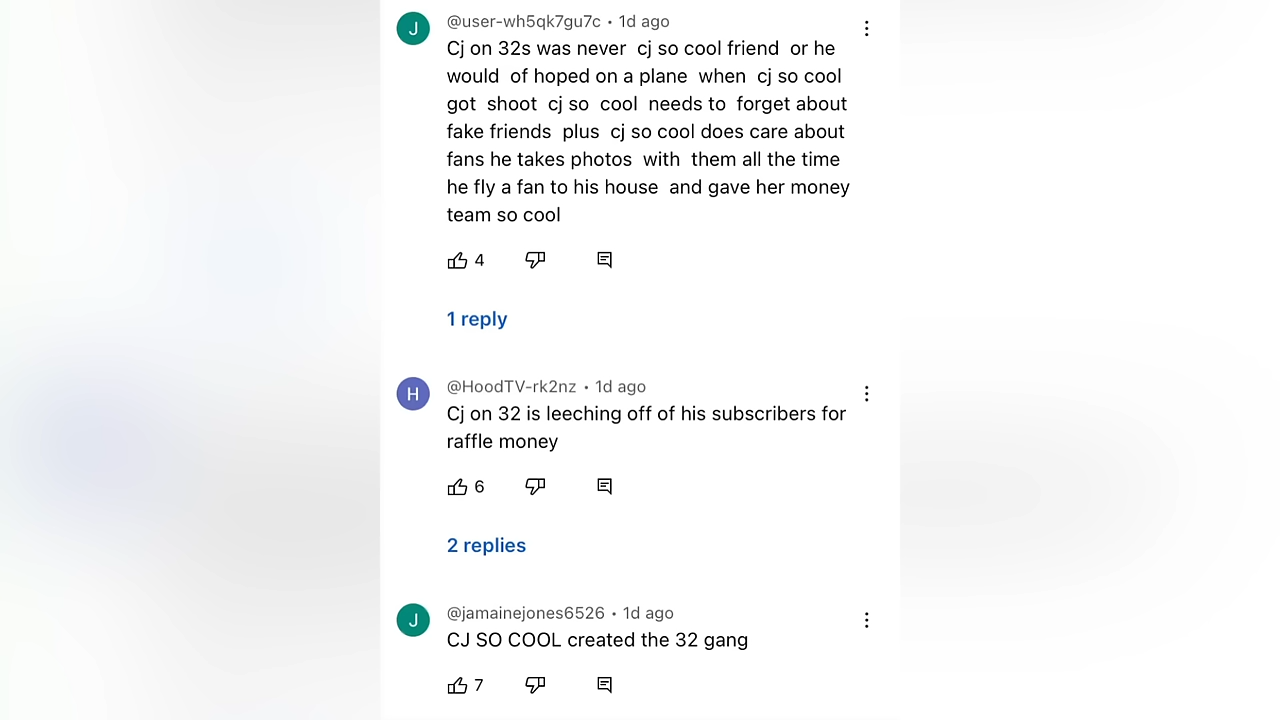 J
@user-wh5qk7gu7c • 1d ago
Cj on 32s was never cj so cool friend or he
would of hoped on a plane when cj so cool
got shoot cj so cool needs to forget about
fake friends plus cj so cool does care about
fans he takes photos with them all the time
he fly a fan to his house and gave her money
team so cool
4
1 reply
H
@HoodTV-rk2nz • 1d ago
Cj on 32 is leeching off of his subscribers for
raffle money
6
2 replies
J
@jamainejones6526 • 1d ago
CJ SO COOL created the 32 gang
7